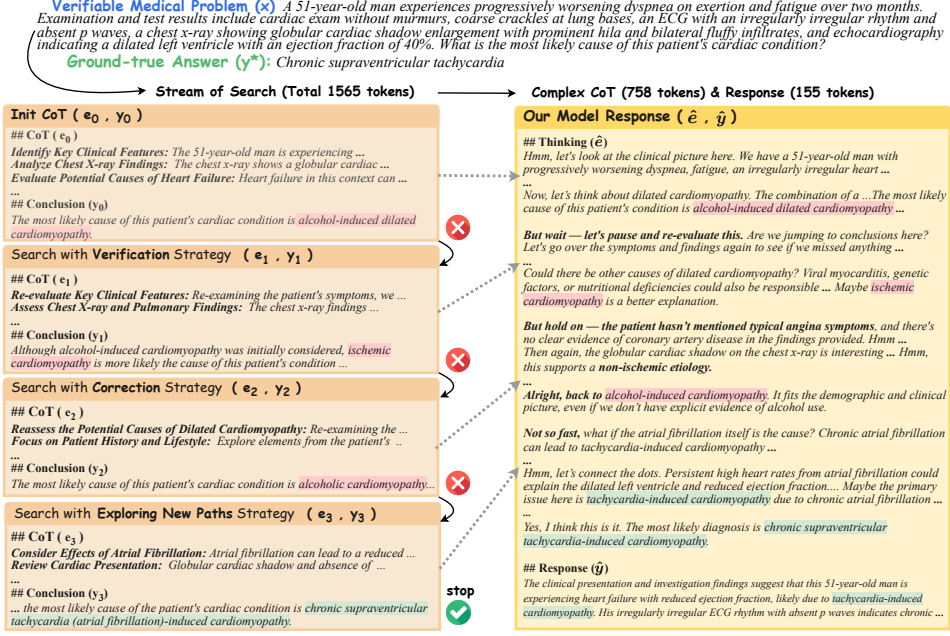 Verifiable Medical Problem (x) A 51-year-old man experiences progressively worsening dyspnea on exertion and fatigue over two months.
Examination and test results include cardiac exam without murmurs, coarse crackles at lung bases, an ECG with an irregularly irregular rhythm and
absent p waves, a chest x-ray showing globular cardiac shadow enlargement with prominent hila and bilateral fluffy infiltrates, and echocardiography
indicating a dilated left ventricle with an ejection fraction of 40%. What is the most likely cause of this patient's cardiac condition?
Ground-true Answer (y*): Chronic supraventricular tachycardia
Stream of Search (Total 1565 tokens)
Init CoT ( e0 , y0 )
## CoT ( e0 )
Identify Key Clinical Features: The 51-year-old man is experiencing ...
Analyze Chest X-ray Findings: The chest x-ray shows a globular cardiac ...
Evaluate Potential Causes of Heart Failure: Heart failure in this context can ...
...
## Conclusion (y0)
The most likely cause of this patient's cardiac condition is alcohol-induced dilated
cardiomyopathy.
Search with Verification Strategy ( e1 , y1 )
## CoT ( e1 )
Re-evaluate Key Clinical Features: Re-examining the patient's symptoms, we ...
Assess Chest X-ray and Pulmonary Findings: The chest x-ray findings ...
...
## Conclusion (y1)
Although alcohol-induced cardiomyopathy was initially considered, ischemic
cardiomyopathy is more likely the cause of this patient's condition ...
Search with Correction Strategy ( e2 , y2 )
## CoT ( e2 )
Reassess the Potential Causes of Dilated Cardiomyopathy: Re-examining the ...
Focus on Patient History and Lifestyle: Explore elements from the patient's ..
...
## Conclusion (y2)
The most likely cause of this patient's cardiac condition is alcoholic cardiomyopathy...
Search with Exploring New Paths Strategy ( e3 , y3 )
## CoT ( e3 )
Consider Effects of Atrial Fibrillation: Atrial fibrillation can lead to a reduced ...
Review Cardiac Presentation: Globular cardiac shadow and absence of ...
...
## Conclusion (y3)
... the most likely cause of the patient's cardiac condition is chronic supraventricular
tachycardia (atrial fibrillation)-induced cardiomyopathy.
stop
Complex CoT (758 tokens) & Response (155 tokens)
Our Model Response ( ê , ŷ )
## Thinking (ê)
Hmm, let's look at the clinical picture here. We have a 51-year-old man with
progressively worsening dyspnea, fatigue, an irregularly irregular heart ...
...
Now, let's think about dilated cardiomyopathy. The combination of a ...The most likely
cause of this patient's condition is alcohol-induced dilated cardiomyopathy ...
But wait — let's pause and re-evaluate this. Are we jumping to conclusions here?
Let's go over the symptoms and findings again to see if we missed anything ...
...
Could there be other causes of dilated cardiomyopathy? Viral myocarditis, genetic
factors, or nutritional deficiencies could also be responsible ... Maybe ischemic
cardiomyopathy is a better explanation.
But hold on — the patient hasn't mentioned typical angina symptoms, and there's
no clear evidence of coronary artery disease in the findings provided. Hmm ...
Then again, the globular cardiac shadow on the chest x-ray is interesting ... Hmm,
this supports a non-ischemic etiology.
...
Alright, back to alcohol-induced cardiomyopathy. It fits the demographic and clinical
picture, even if we don't have explicit evidence of alcohol use.
Not so fast, what if the atrial fibrillation itself is the cause? Chronic atrial fibrillation
can lead to tachycardia-induced cardiomyopathy ...
...
Hmm, let's connect the dots. Persistent high heart rates from atrial fibrillation could
explain the dilated left ventricle and reduced ejection fraction.... Maybe the primary
issue here is tachycardia-induced cardiomyopathy due to chronic atrial fibrillation ...
...
Yes, I think this is it. The most likely diagnosis is chronic supraventricular
tachycardia-induced cardiomyopathy.
## Response (ŷ)
The clinical presentation and investigation findings suggest that this 51-year-old man is
experiencing heart failure with reduced ejection fraction, likely due to tachycardia-induced
cardiomyopathy. His irregularly irregular ECG rhythm with absent p waves indicates chronic ...